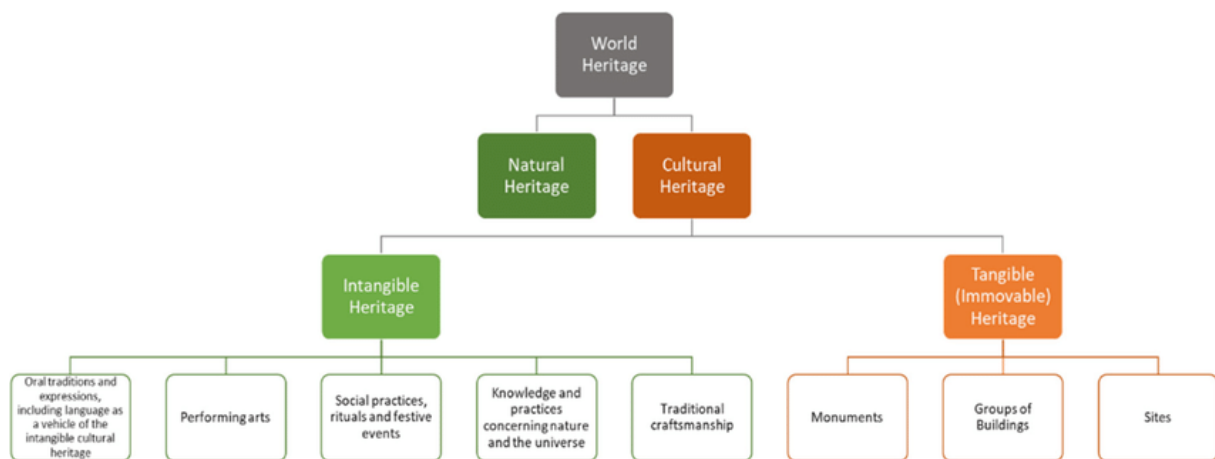 World
Heritage
Natural
Heritage
Cultural
Heritage
Intangible
Heritage
Tangible
(Immovable)
Heritage
Oral traditions and
expressions,
including language as
a vehicle of the
intangible cultural
heritage
Performing arts
Social practices,
rituals and festive
events
Knowledge and
practices
concerning nature
and the universe
Traditional
craftsmanship
Monuments
Groups of
Buildings
Sites